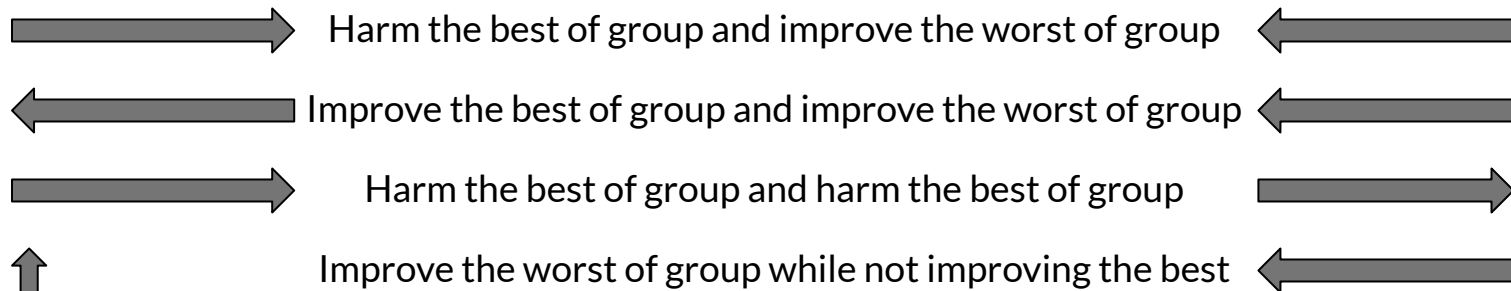 Harm the best of group and improve the worst of group
Improve the best of group and improve the worst of group
Harm the best of group and harm the best of group
Improve the worst of group while not improving the best